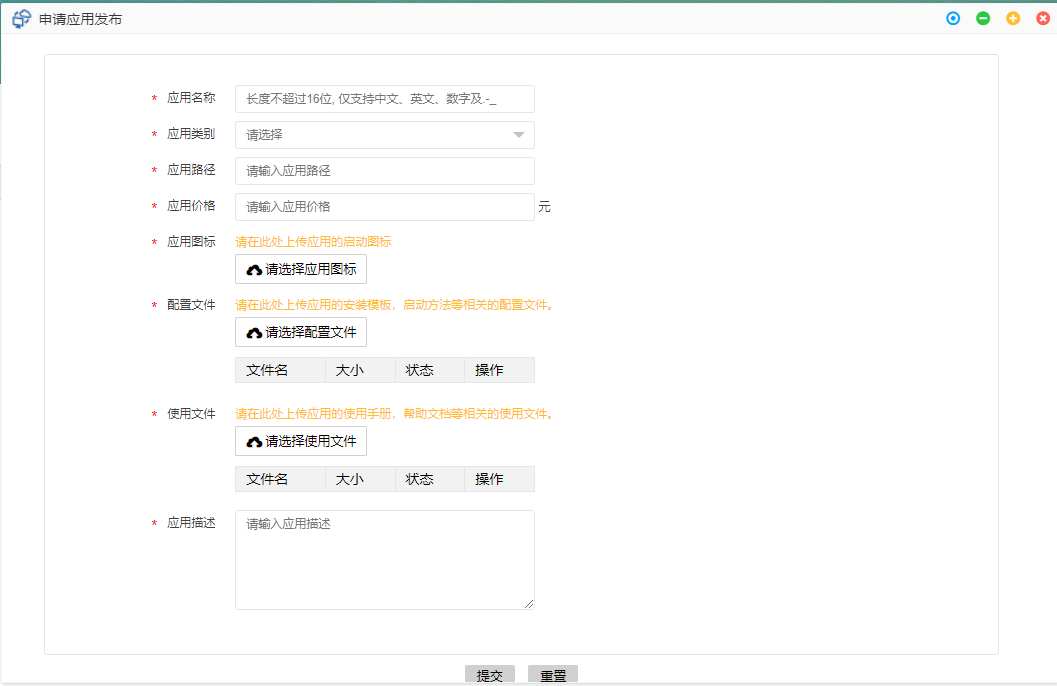 申请应用发布
* 应用名称 长度不超过16位, 仅支持中文、英文、数字及.-_
* 应用类别 请选择
* 应用路径 请输入应用路径
* 应用价格 请输入应用价格 元
* 应用图标 请在此处上传应用的启动图标
请选择应用图标
* 配置文件 请在此处上传应用的安装模板，启动方法等相关的配置文件。
请选择配置文件
文件名 大小 状态 操作
* 使用文件 请在此处上传应用的使用手册，帮助文档等相关的使用文件。
请选择使用文件
文件名 大小 状态 操作
* 应用描述 请输入应用描述
提交 重置